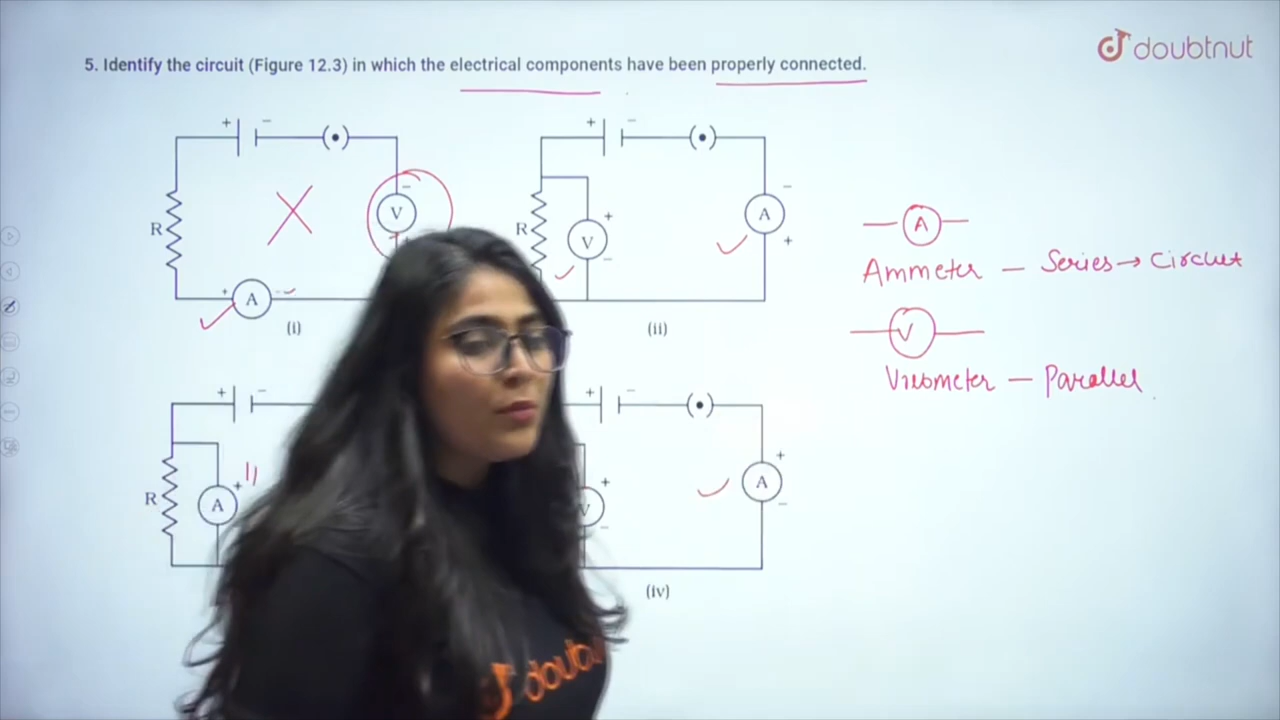 doubtnut
5. Identify the circuit (Figure 12.3) in which the electrical components have been properly connected.
+ −
R
V
−
+ A −
(i)
+ −
R
V
+
−
A
−
+
(ii)
A
Ammeter — Series → Circuit
V
— Parallel
+ −
R
A
+
+ −
V
+
−
A
+
−
(iv)
doubtnut